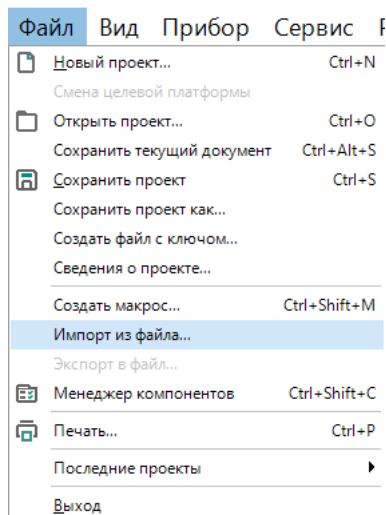 Файл Вид Прибор Сервис
Новый проект... Ctrl+N
Смена целевой платформы
Открыть проект... Ctrl+O
Сохранить текущий документ Ctrl+Alt+S
Сохранить проект Ctrl+S
Сохранить проект как...
Создать файл с ключом...
Сведения о проекте...
Создать макрос... Ctrl+Shift+M
Импорт из файла...
Экспорт в файл...
Менеджер компонентов Ctrl+Shift+C
Печать... Ctrl+P
Последние проекты
Выход